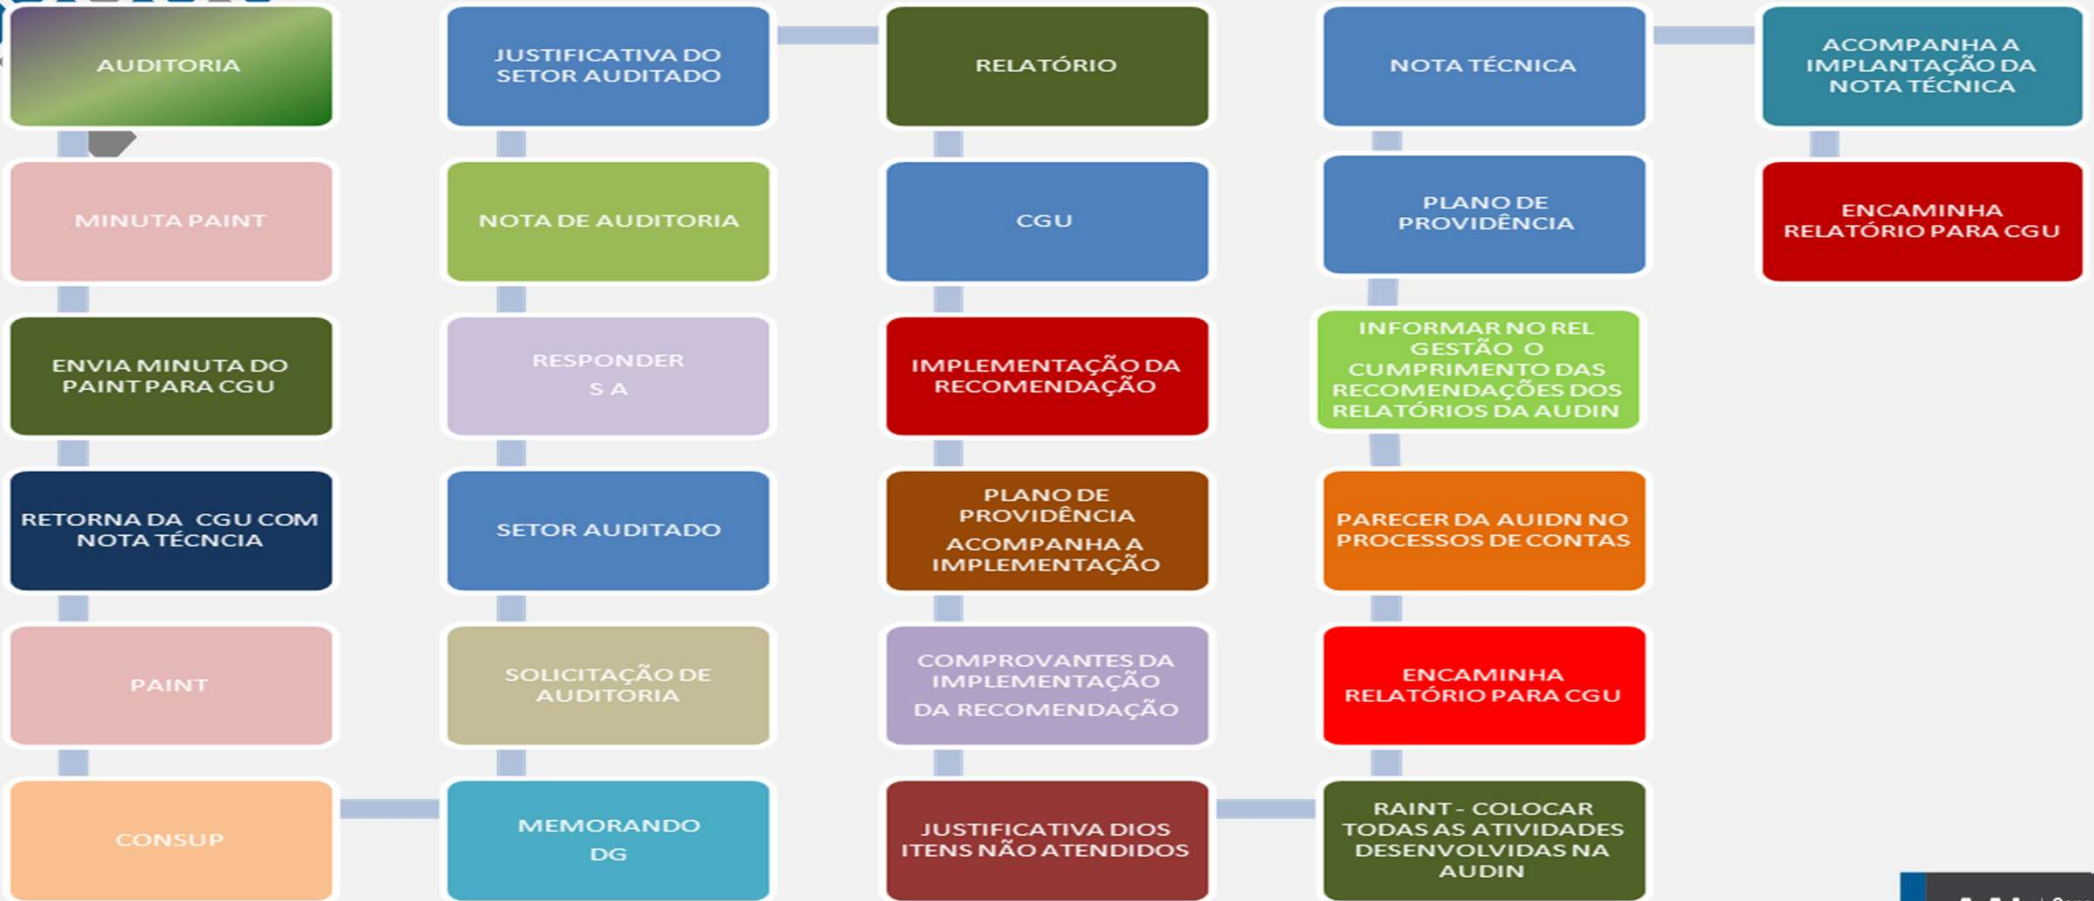 AUDITORIA
MINUTA PAINT
ENVIA MINUTA DO
PAINT PARA CGU
RETORNA DA CGU COM
NOTA TÉCNCIA
PAINT
CONSUP
MEMORANDO
DG
SOLICITAÇÃO DE
AUDITORIA
SETOR AUDITADO
RESPONDER
S A
NOTA DE AUDITORIA
JUSTIFICATIVA DO
SETOR AUDITADO
RELATÓRIO
CGU
IMPLEMENTAÇÃO DA
RECOMENDAÇÃO
PLANO DE
PROVIDÊNCIA
ACOMPANHA A
IMPLEMENTAÇÃO
COMPROVANTES DA
IMPLEMENTAÇÃO
DA RECOMENDAÇÃO
JUSTIFICATIVA DIOS
ITENS NÃO ATENDIDOS
RAINT - COLOCAR
TODAS AS ATIVIDADES
DESENVOLVIDAS NA
AUDIN
ENCAMINHA
RELATÓRIO PARA CGU
PARECER DA AUIDN NO
PROCESSOS DE CONTAS
INFORMAR NO REL
GESTÃO O
CUMPRIMENTO DAS
RECOMENDAÇÕES DOS
RELATÓRIOS DA AUDIN
PLANO DE
PROVIDÊNCIA
NOTA TÉCNICA
ACOMPANHA A
IMPLANTAÇÃO DA
NOTA TÉCNICA
ENCAMINHA
RELATÓRIO PARA CGU